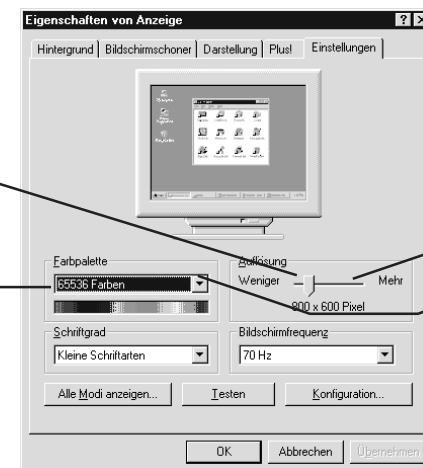 Eigenschaften von Anzeige
Hintergrund Bildschirmschoner Darstellung Plus! Einstellungen
Farbpalette
65536 Farben
Auflösung
Weniger Mehr
800 x 600 Pixel
Schriftgrad
Kleine Schriftarten
Bildschirmfrequenz
70 Hz
Alle Modi anzeigen... Testen Konfiguration...
OK Abbrechen Übernehmen